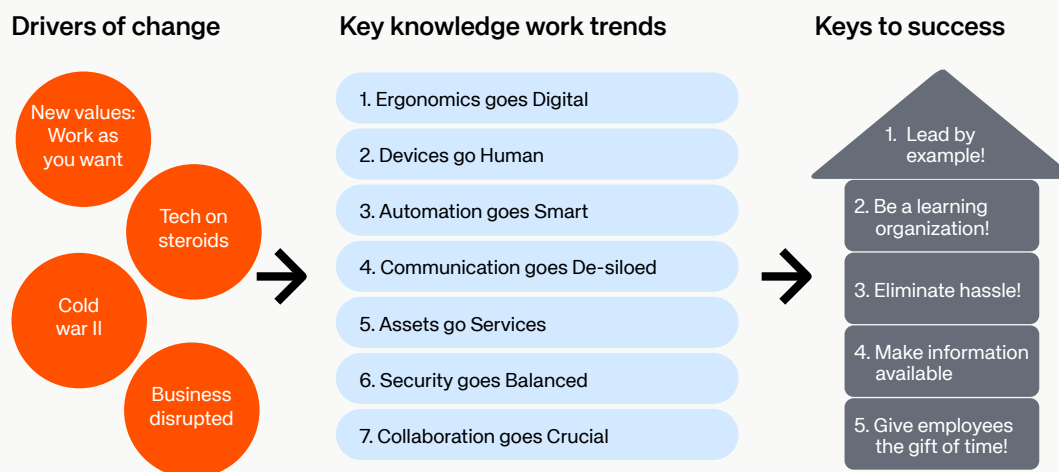 Drivers of change
New values:
Work as
you want
Tech on
steroids
Cold
war II
Business
disrupted
Key knowledge work trends
1. Ergonomics goes Digital
2. Devices go Human
3. Automation goes Smart
4. Communication goes De-siloed
5. Assets go Services
6. Security goes Balanced
7. Collaboration goes Crucial
Keys to success
1. Lead by
example!
2. Be a learning
organization!
3. Eliminate hassle!
4. Make information
available
5. Give employees
the gift of time!